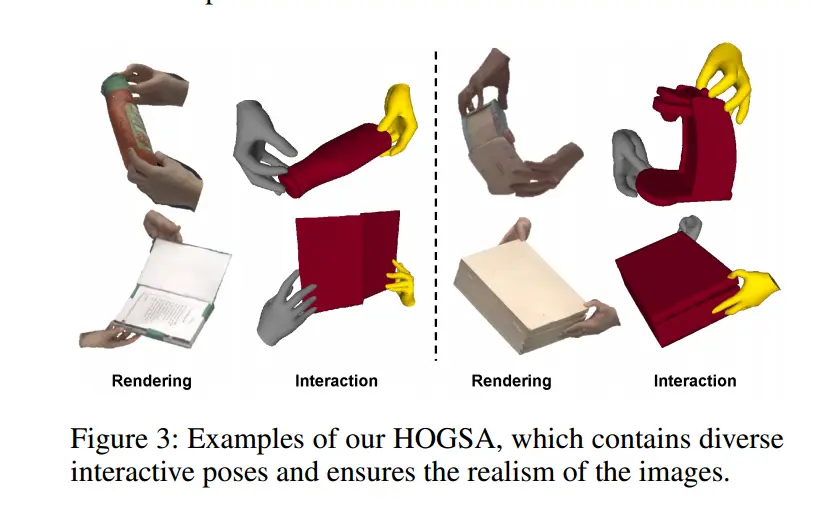 Rendering
Interaction
Rendering
Interaction
Figure 3: Examples of our HOGSA, which contains diverse
interactive poses and ensures the realism of the images.